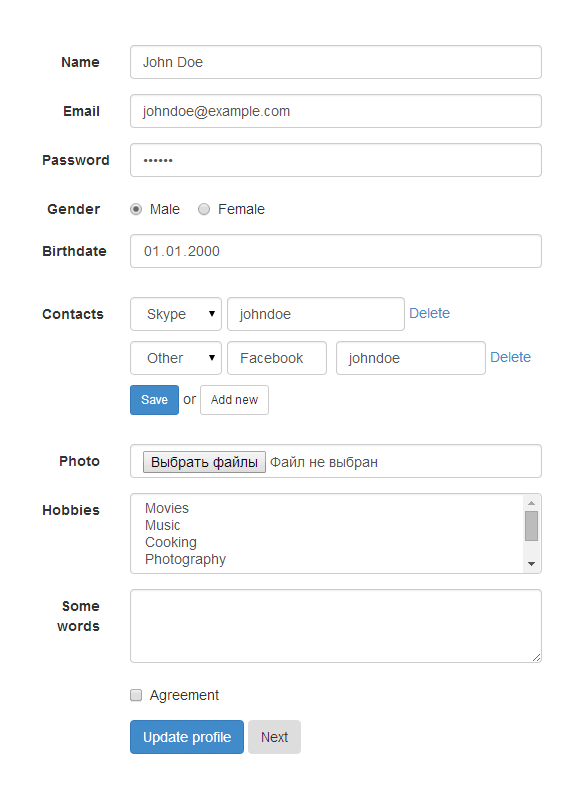 Name John Doe
Email johndoe@example.com
Password ••••••
Gender Male Female
Birthdate 01.01.2000
Contacts Skype johndoe Delete
Other Facebook johndoe Delete
Save or Add new
Photo Выбрать файлы Файл не выбран
Hobbies Movies
Music
Cooking
Photography
Some
words
Agreement
Update profile Next